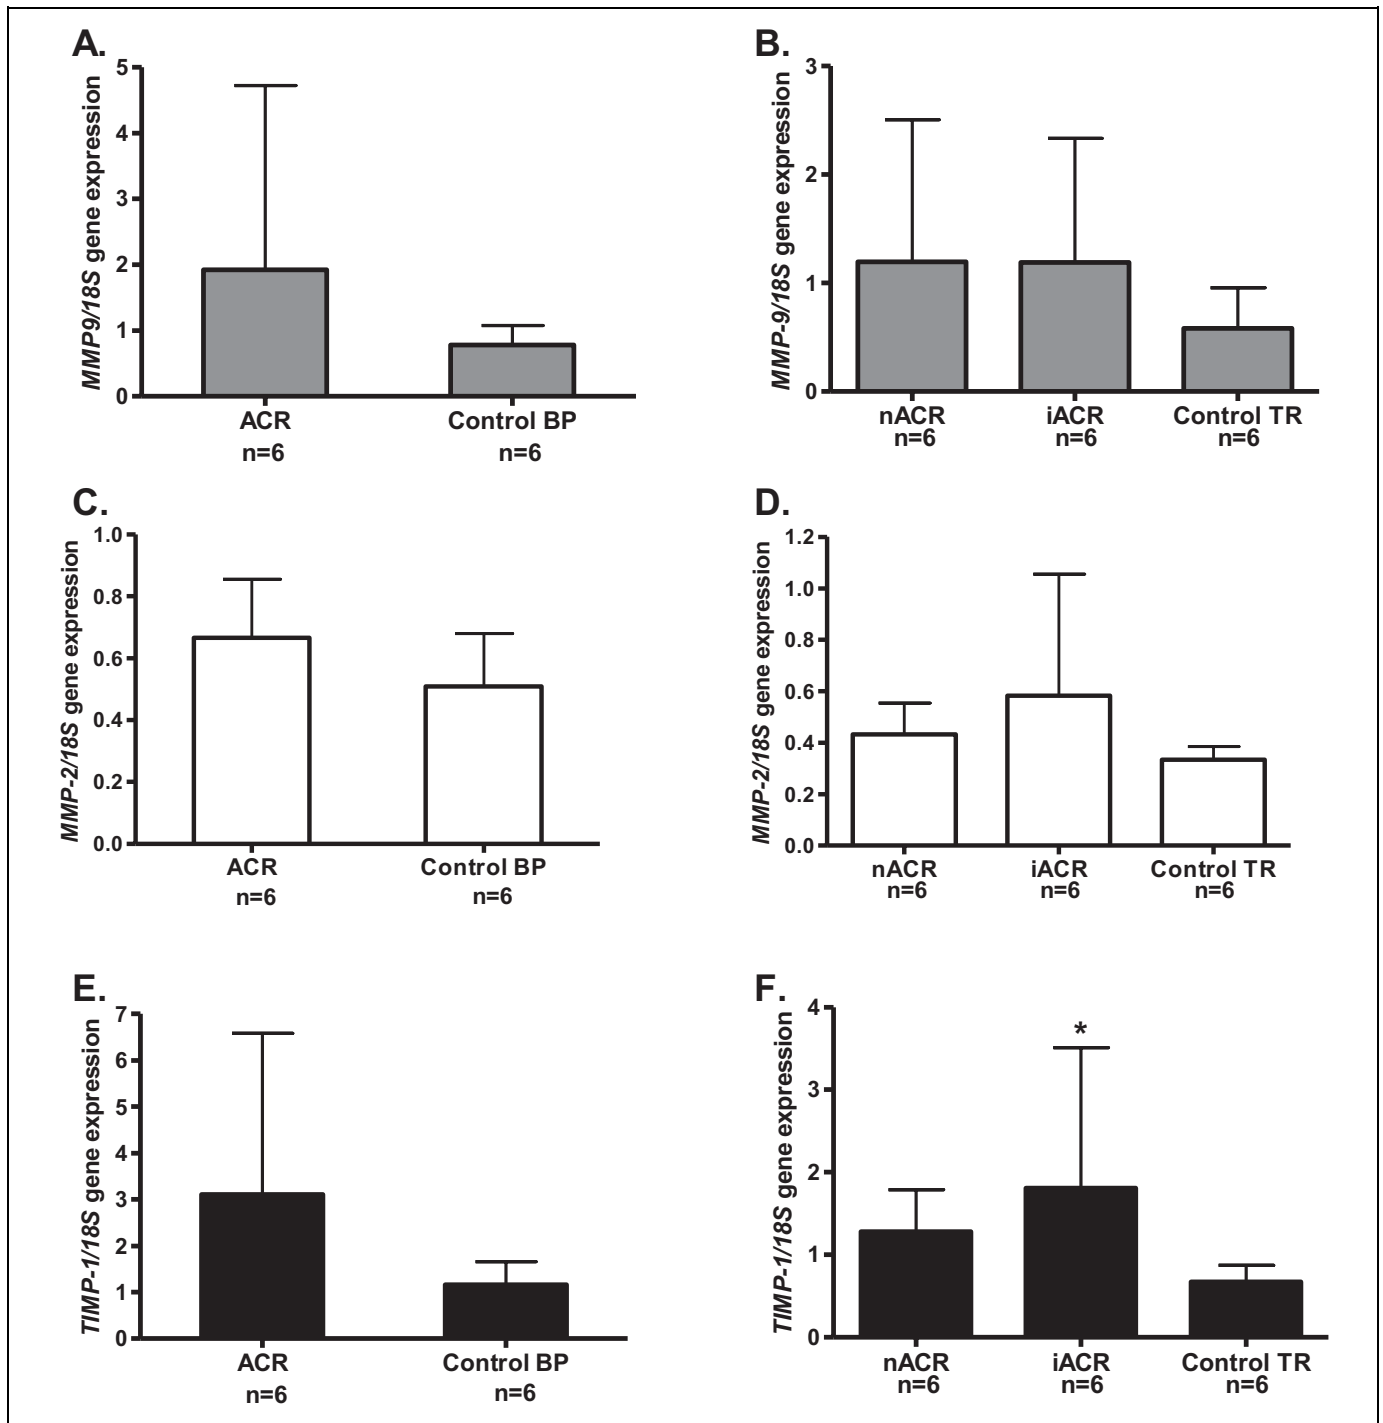 A.
MMP9/18S gene expression
5
4
3
2
1
0
ACR
n=6
Control BP
n=6
B.
MMP-9/18S gene expression
3
2
1
0
nACR
n=6
iACR
n=6
Control TR
n=6
C.
MMP-2/18S gene expression
1.0
0.8
0.6
0.4
0.2
0.0
ACR
n=6
Control BP
n=6
D.
MMP-2/18S gene expression
1.2
1.0
0.8
0.6
0.4
0.2
0.0
nACR
n=6
iACR
n=6
Control TR
n=6
E.
TIMP-1/18S gene expression
7
6
5
4
3
2
1
0
ACR
n=6
Control BP
n=6
F.
TIMP-1/18S gene expression
4
3
2
1
0
*
nACR
n=6
iACR
n=6
Control TR
n=6